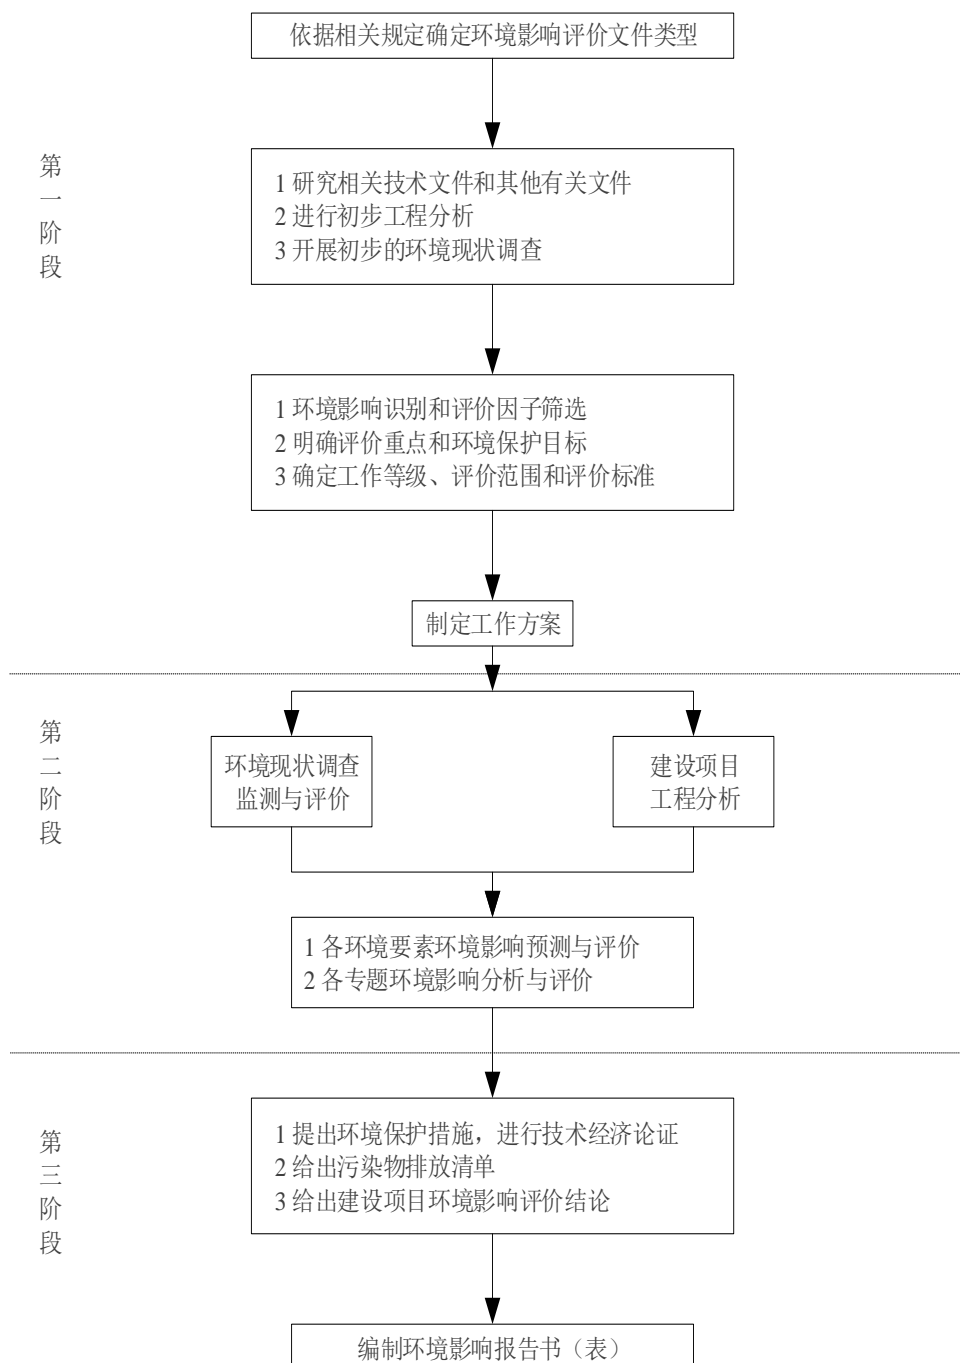 依据相关规定确定环境影响评价文件类型
第一阶段
1 研究相关技术文件和其他有关文件
2 进行初步工程分析
3 开展初步的环境现状调查
1 环境影响识别和评价因子筛选
2 明确评价重点和环境保护目标
3 确定工作等级、评价范围和评价标准
制定工作方案
第二阶段
环境现状调查
监测与评价
建设项目
工程分析
1 各环境要素环境影响预测与评价
2 各专题环境影响分析与评价
第三阶段
1 提出环境保护措施，进行技术经济论证
2 给出污染物排放清单
3 给出建设项目环境影响评价结论
编制环境影响报告书（表）